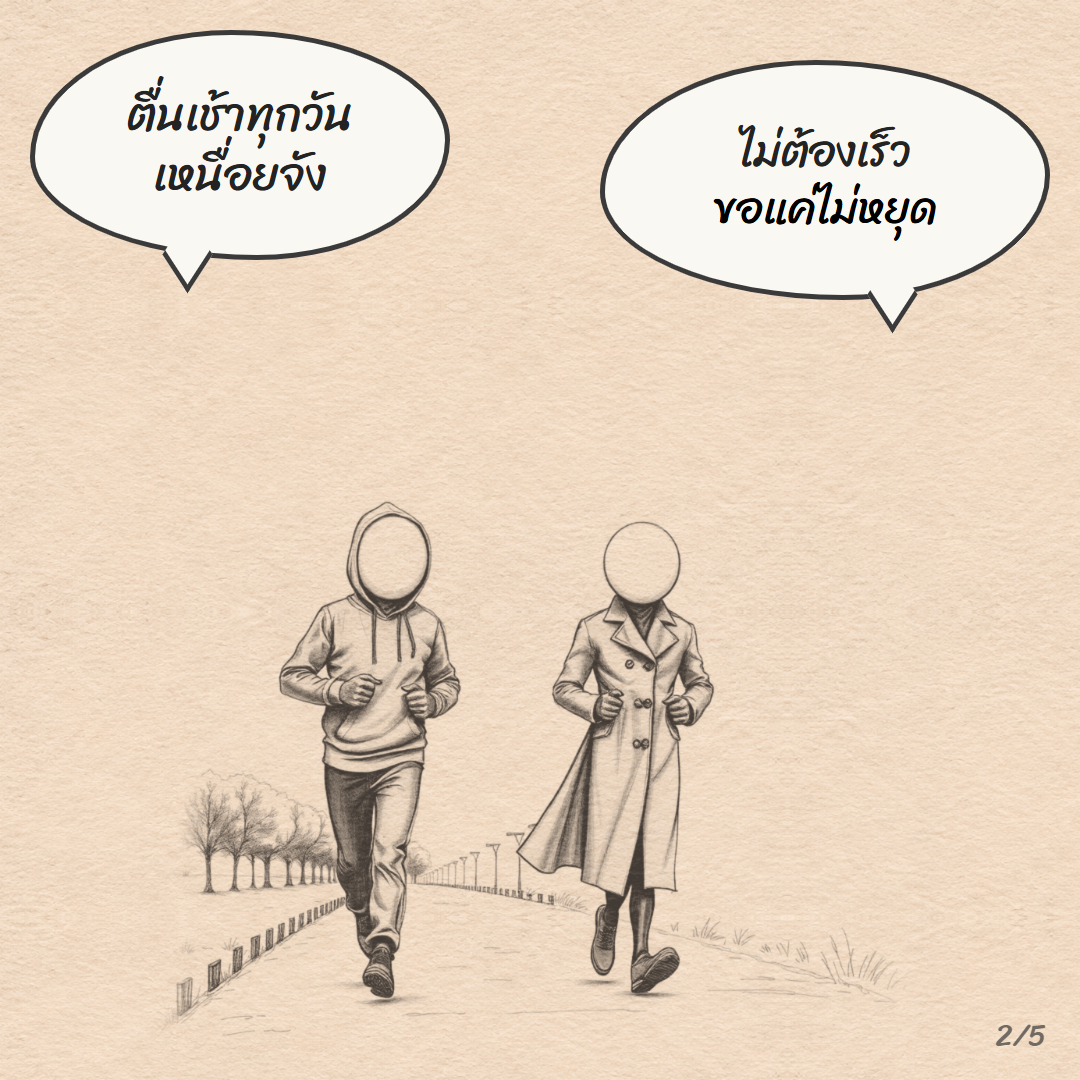 ตื่นเช้าทุกวัน
เหนื่อยจัง
ไม่ต้องเร็ว
ขอแค่ไม่หยุด
2/5